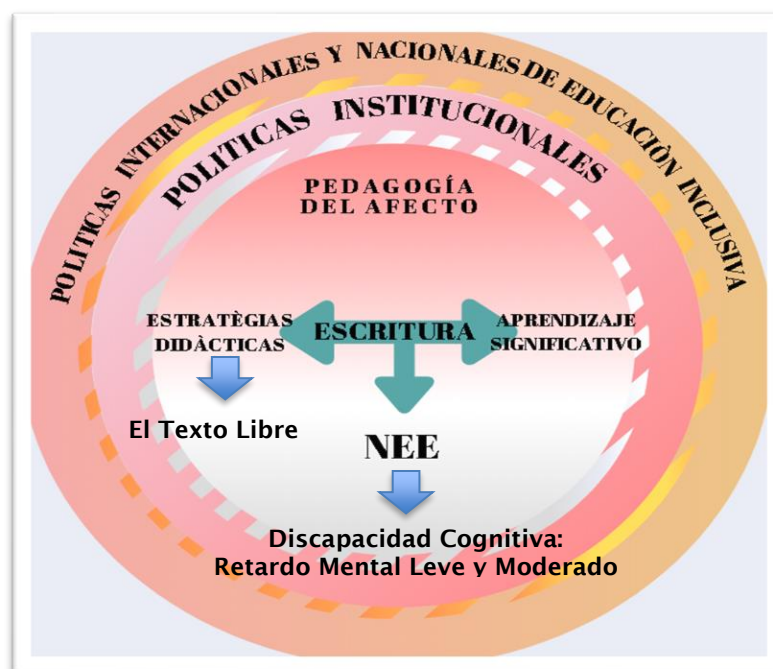 POLITICAS INTERNACIONALES Y NACIONALES DE EDUCACIÒN INCLUSIVA
POLITICAS INSTITUCIONALES
PEDAGOGÍA
DEL AFECTO
ESTRATÈGIAS
DIDÀCTICAS
ESCRITURA
APRENDIZAJE
SIGNIFICATIVO
El Texto Libre
NEE
Discapacidad Cognitiva:
Retardo Mental Leve y Moderado